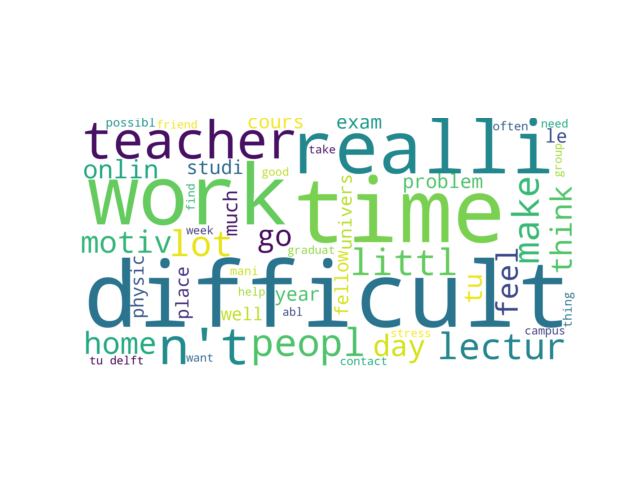 possibl friend cours exam often need
teacher realli le
take
onlin studi good problem group
work time
find much univers make think
week
motiv lot go
graduat
physic place mani fellow littl tu feel
difficult
help year
well abl thing
home n't peopl day lectur
stress campus
tu delft want contact